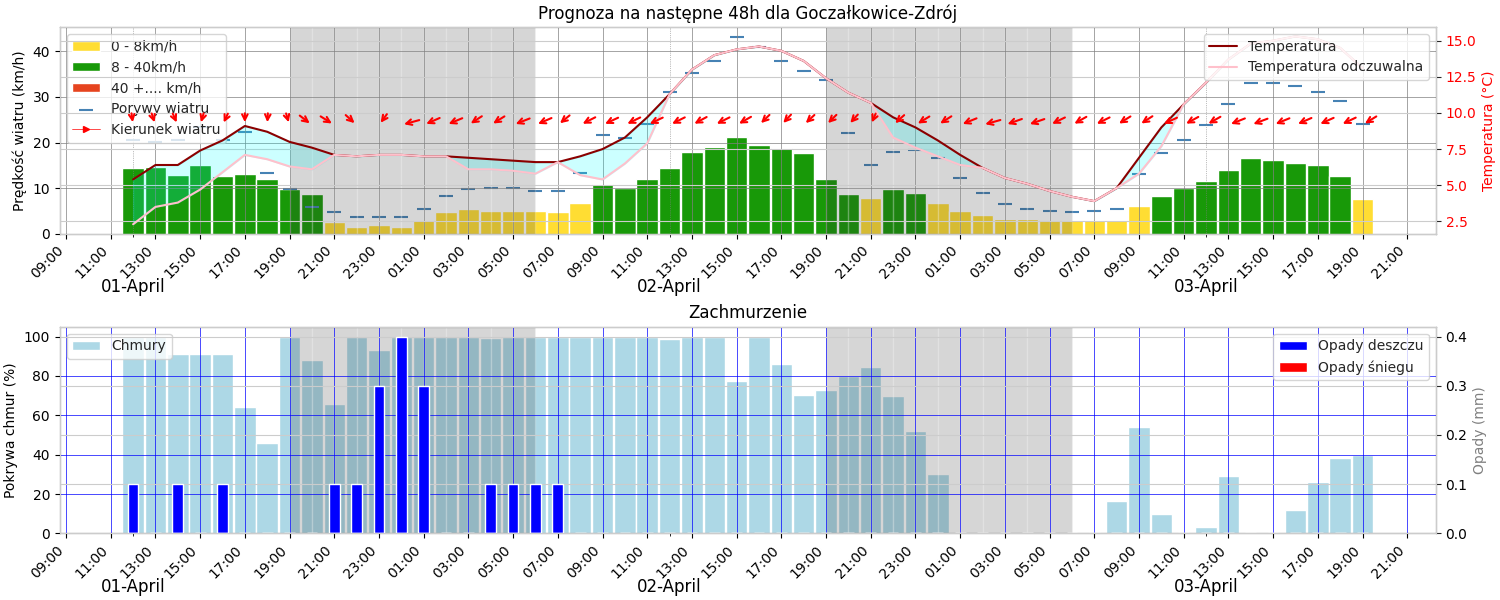 Prognoza na następne 48h dla Goczałkowice-Zdrój
Prędkość wiatru (km/h)
40
30
20
10
0
0 - 8km/h
8 - 40km/h
40 +.... km/h
Porywy wiatru
Kierunek wiatru
Temperatura
Temperatura odczuwalna
15.0
12.5
10.0
7.5
5.0
2.5
Temperatura (°C)
09:00 11:00 13:00 15:00 17:00 19:00 21:00 23:00 01:00 03:00 05:00 07:00 09:00 11:00 13:00 15:00 17:00 19:00 21:00 23:00 01:00 03:00 05:00 07:00 09:00 11:00 13:00 15:00 17:00 19:00 21:00
01-April 02-April 03-April
Zachmurzenie
Pokrywa chmur (%)
100
80
60
40
20
0
Chmury
Opady deszczu
Opady śniegu
0.4
0.3
0.2
0.1
0.0
Opady (mm)
09:00 11:00 13:00 15:00 17:00 19:00 21:00 23:00 01:00 03:00 05:00 07:00 09:00 11:00 13:00 15:00 17:00 19:00 21:00 23:00 01:00 03:00 05:00 07:00 09:00 11:00 13:00 15:00 17:00 19:00 21:00
01-April 02-April 03-April